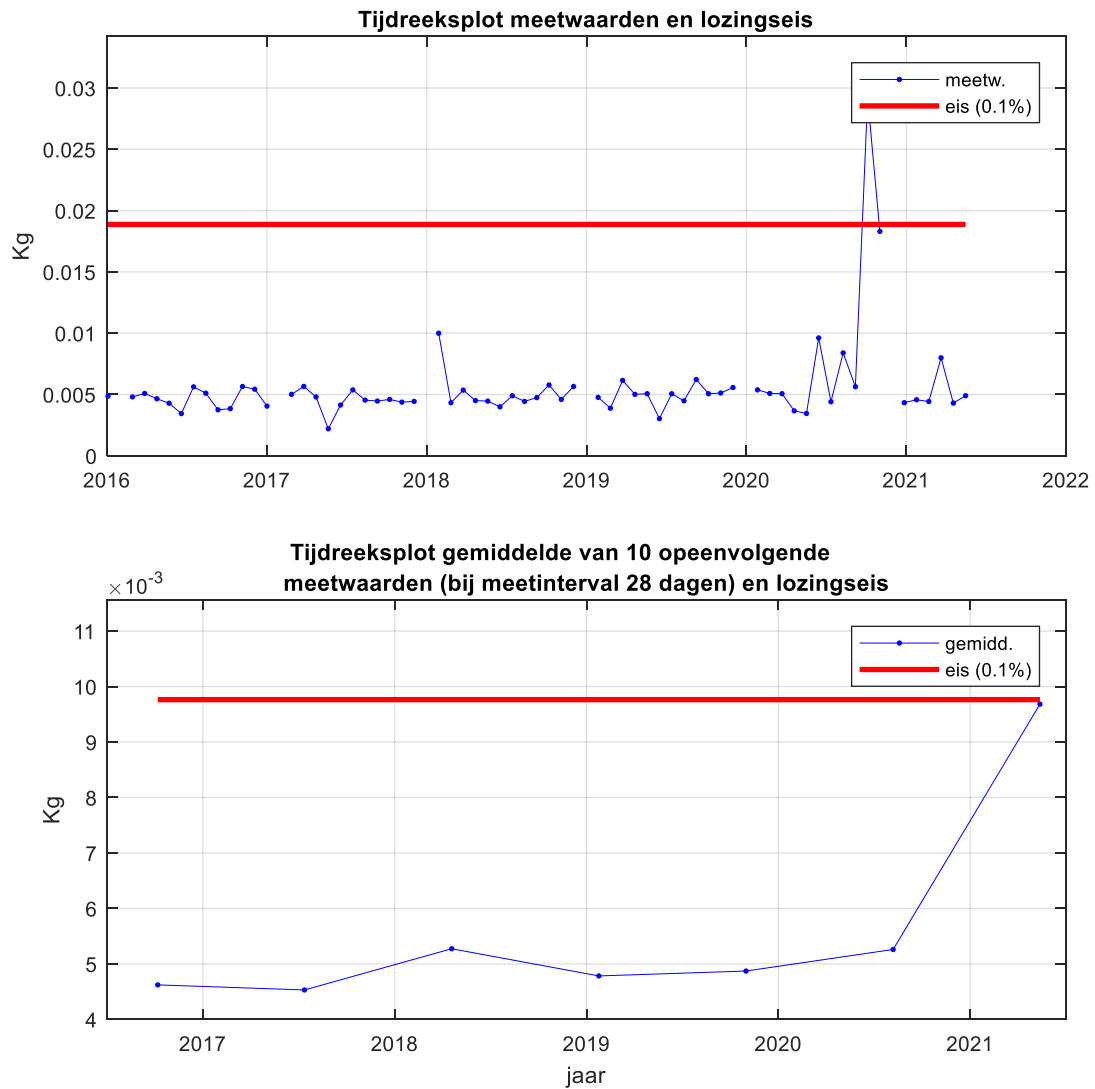 Tijdreeksplot meetwaarden en lozingseis
0.03
0.025
0.02
0.015
0.01
0.005
0
Kg
meetw.
eis (0.1%)
2016 2017 2018 2019 2020 2021 2022
Tijdreeksplot gemiddelde van 10 opeenvolgende
meetwaarden (bij meetinterval 28 dagen) en lozingseis
×10⁻³
11
10
9
8
7
6
5
4
Kg
gemidd.
eis (0.1%)
2017 2018 2019 2020 2021
jaar